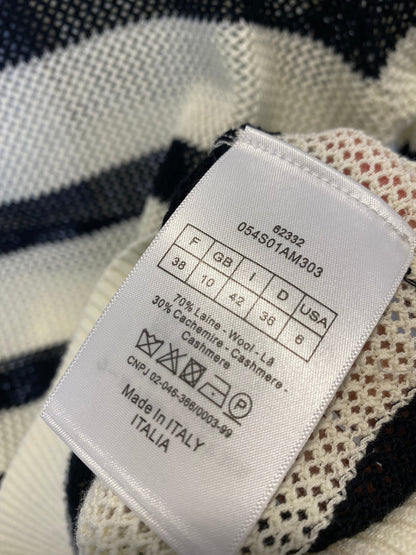 62332
054S01AM303
F GB I D USA
38 10 42 36 6
70% Laine - Wool - Lã
30% Cachemire - Cashmere -
Cashmere
CNPJ 02-046-366/0003-99
Made in ITALY
ITALIA